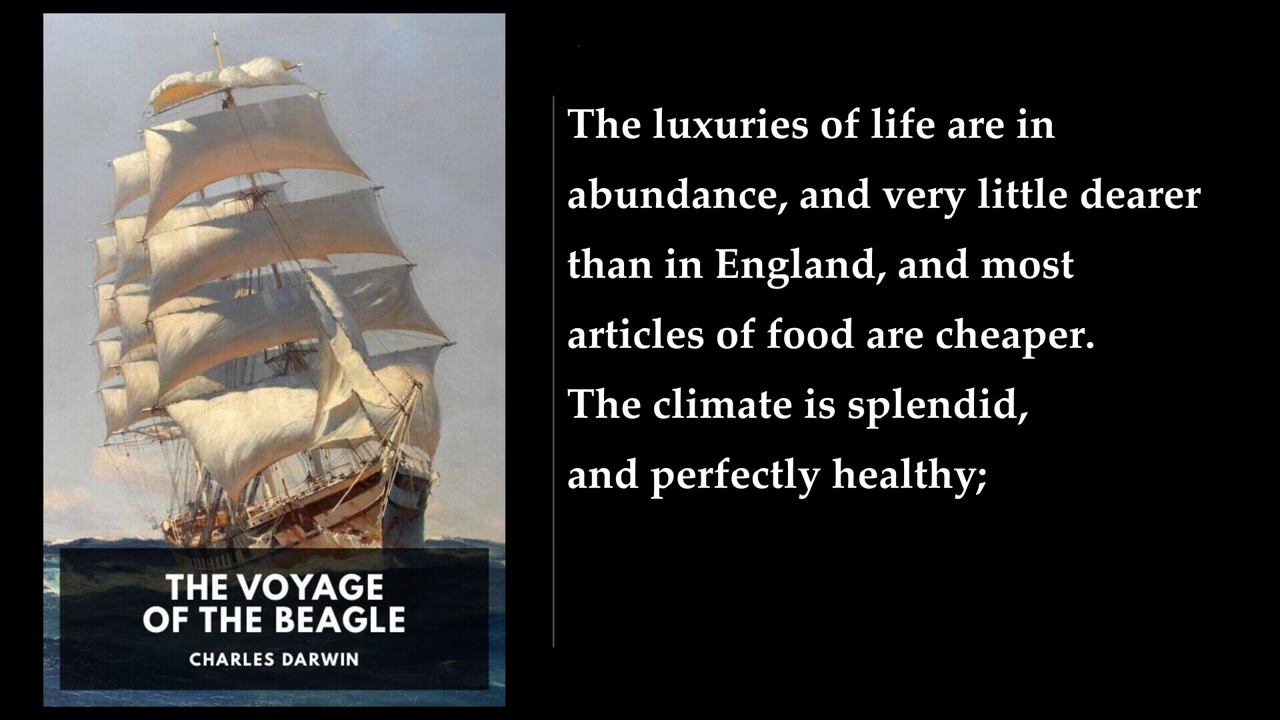 THE VOYAGE
OF THE BEAGLE
CHARLES DARWIN
The luxuries of life are in
abundance, and very little dearer
than in England, and most
articles of food are cheaper.
The climate is splendid,
and perfectly healthy;